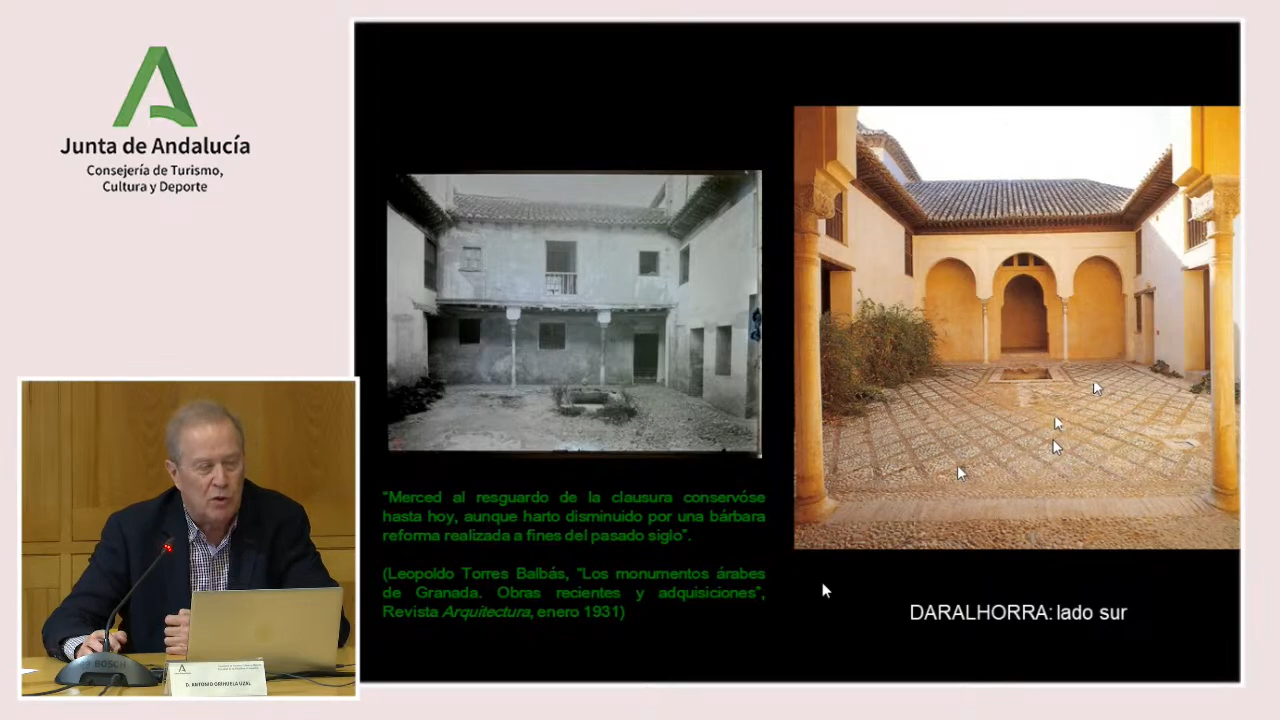 Junta de Andalucía
Consejería de Turismo,
Cultura y Deporte
"Merced al resguardo de la clausura conservóse
hasta hoy, aunque harto disminuido por una bárbara
reforma realizada a fines del pasado siglo".
(Leopoldo Torres Balbás, "Los monumentos árabes
de Granada. Obras recientes y adquisiciones",
Revista Arquitectura, enero 1931)
DARALHORRA: lado sur
BOSCH
D. ANTONIO ORIHUELA UZAL